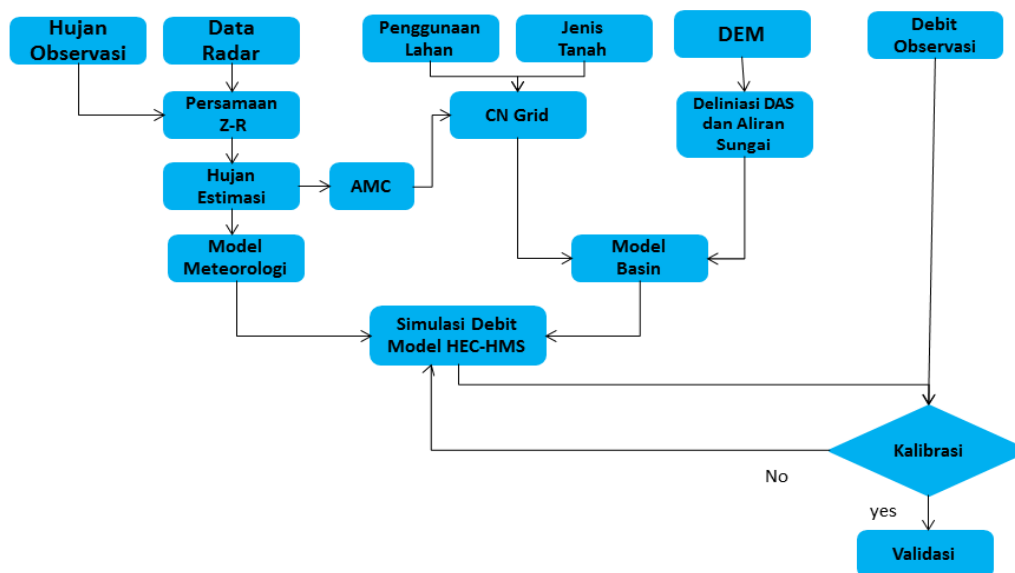 Hujan
Observasi
Data
Radar
Penggunaan
Lahan
Jenis
Tanah
DEM
Debit
Observasi
Persamaan
Z-R
CN Grid
Deliniasi DAS
dan Aliran
Sungai
Hujan
Estimasi
AMC
Model
Meteorologi
Model
Basin
Simulasi Debit
Model HEC-HMS
Kalibrasi
No
yes
Validasi